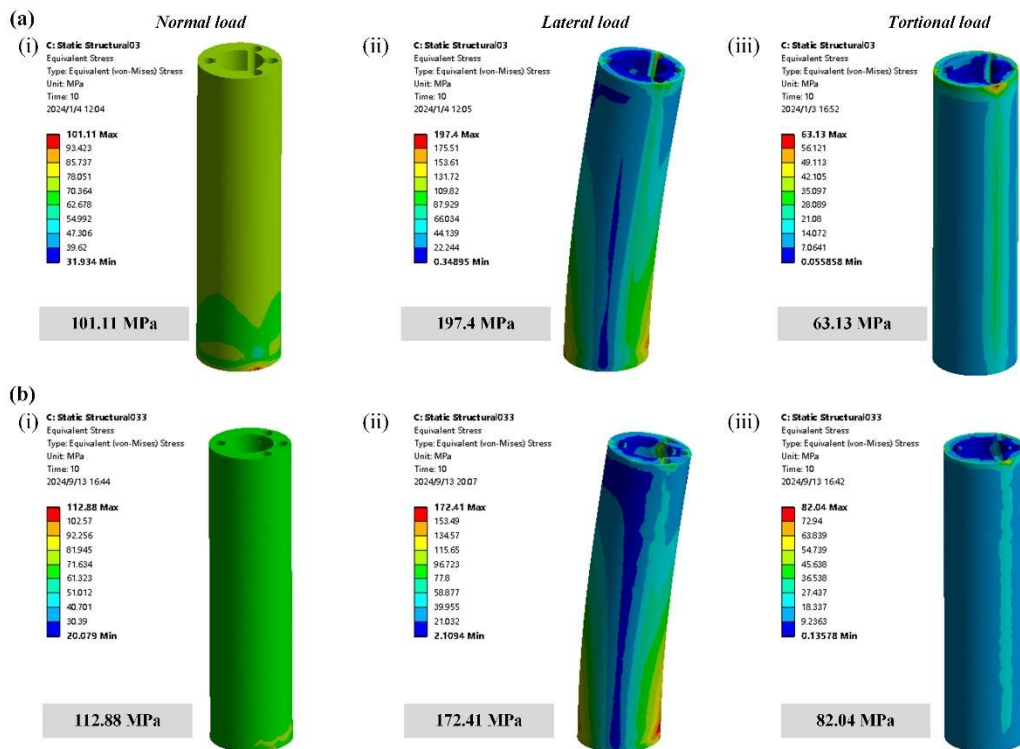 (a)
Normal load
Lateral load
Tortional load
(i)
C: Static Structural03
Equivalent Stress
Type: Equivalent (von-Mises) Stress
Unit: MPa
Time: 10
2024/1/4 12:04
101.11 Max
93.423
85.737
78.051
70.364
62.678
54.992
47.306
39.62
31.934 Min
101.11 MPa
(ii)
C: Static Structural03
Equivalent Stress
Type: Equivalent (von-Mises) Stress
Unit: MPa
Time: 10
2024/1/4 12:05
197.4 Max
175.51
153.61
131.72
109.82
87.929
66.034
44.139
22.244
0.34895 Min
197.4 MPa
(iii)
C: Static Structural03
Equivalent Stress
Type: Equivalent (von-Mises) Stress
Unit: MPa
Time: 10
2024/1/3 16:52
63.13 Max
56.121
49.113
42.105
35.097
28.089
21.08
14.072
7.0641
0.055858 Min
63.13 MPa
(b)
(i)
C: Static Structural033
Equivalent Stress
Type: Equivalent (von-Mises) Stress
Unit: MPa
Time: 10
2024/9/13 16:44
112.88 Max
102.57
92.256
81.945
71.634
61.323
51.012
40.701
30.39
20.079 Min
112.88 MPa
(ii)
C: Static Structural033
Equivalent Stress
Type: Equivalent (von-Mises) Stress
Unit: MPa
Time: 10
2024/9/13 20:07
172.41 Max
153.49
134.57
115.65
96.723
77.8
58.877
39.955
21.032
2.1094 Min
172.41 MPa
(iii)
C: Static Structural033
Equivalent Stress
Type: Equivalent (von-Mises) Stress
Unit: MPa
Time: 10
2024/9/13 16:42
82.04 Max
72.94
63.839
54.739
45.638
36.538
27.437
18.337
9.2363
0.13578 Min
82.04 MPa